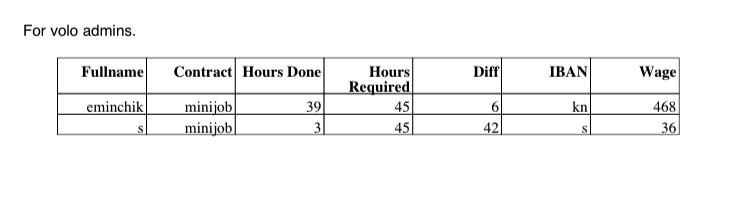 For volo admins.
Fullname Contract Hours Done Hours Required Diff IBAN Wage
eminchik minijob 39 45 6 kn 468
s minijob 3 45 42 s 36